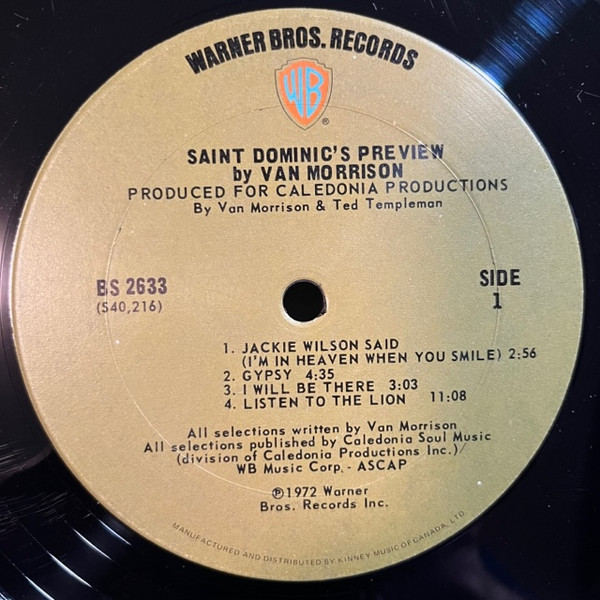 WARNER BROS. RECORDS
WB
®
SAINT DOMINIC'S PREVIEW
by VAN MORRISON
PRODUCED FOR CALEDONIA PRODUCTIONS
By Van Morrison & Ted Templeman
BS 2633
(S40,216)
SIDE
1
1. JACKIE WILSON SAID
(I'M IN HEAVEN WHEN YOU SMILE) 2:56
2. GYPSY 4:35
3. I WILL BE THERE 3:03
4. LISTEN TO THE LION 11:08
All selections written by Van Morrison
All selections published by Caledonia Soul Music
(division of Caledonia Productions Inc.)/
WB Music Corp. - ASCAP
℗1972 Warner
Bros. Records Inc.
MANUFACTURED AND DISTRIBUTED BY KINNEY MUSIC OF CANADA, LTD.